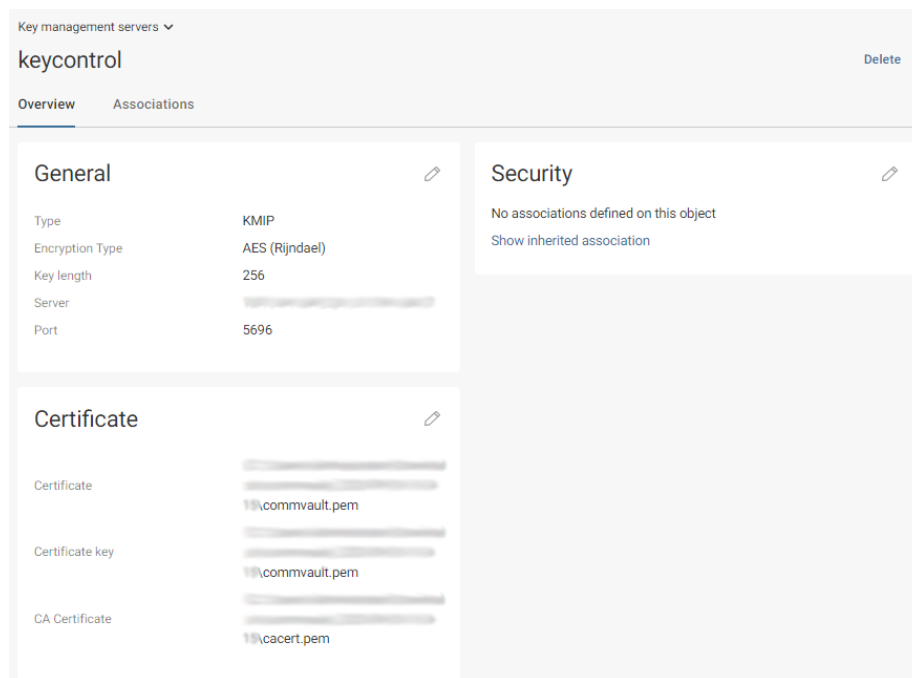 Key management servers
keycontrol
Delete
Overview Associations
General
Type KMIP
Encryption Type AES (Rijndael)
Key length 256
Server
Port 5696
Security
No associations defined on this object
Show inherited association
Certificate
Certificate
\commvault.pem
Certificate key
\commvault.pem
CA Certificate
\cacert.pem